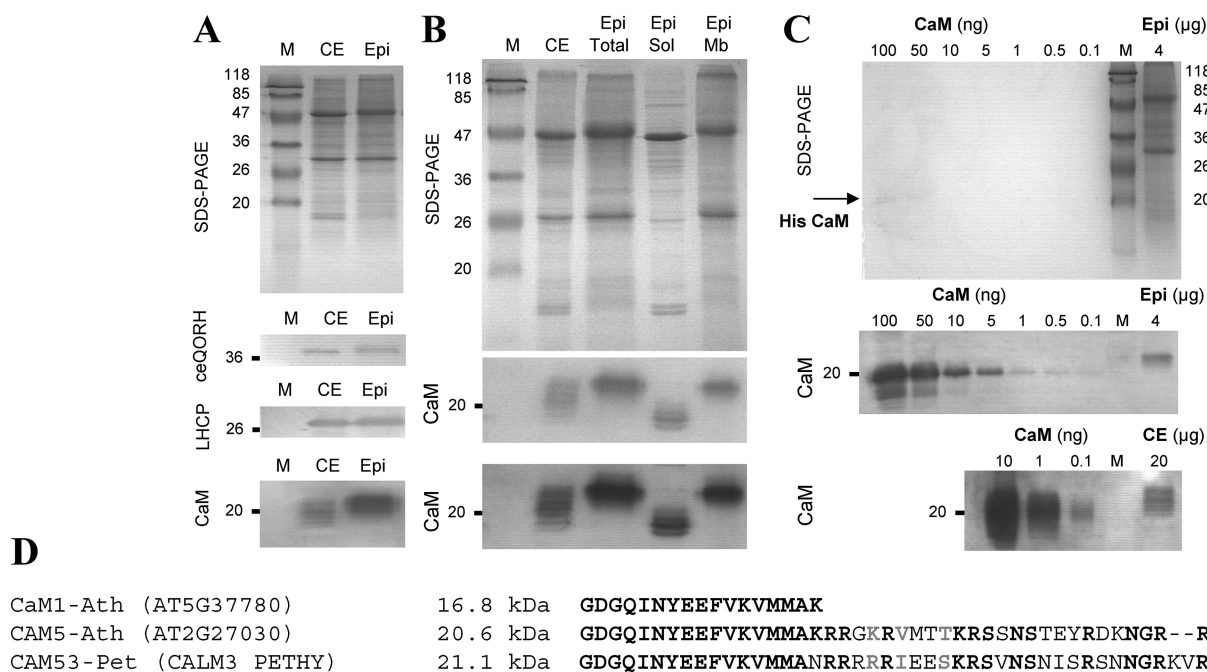 A
M CE Epi
118
85
47
36
26
20
SDS-PAGE
M CE Epi
36
ceQORH
M CE Epi
26
LHCP
M CE Epi
20
CaM
B
M CE Epi Total Epi Sol Epi Mb
118
85
47
36
26
20
SDS-PAGE
20
CaM
20
CaM
C
CaM (ng) Epi (µg)
100 50 10 5 1 0.5 0.1 M 4
118
85
47
36
26
20
SDS-PAGE
His CaM
CaM (ng) Epi (µg)
100 50 10 5 1 0.5 0.1 M 4
20
CaM
CaM (ng) CE (µg)
10 1 0.1 M 20
20
CaM
D
CaM1-Ath (AT5G37780) 16.8 kDa GDGQINYEEFVKVMMAK
CAM5-Ath (AT2G27030) 20.6 kDa GDGQINYEEFVKVMMAKRRGKRVMTTKRSSNSTEYRDKNGR--R
CAM53-Pet (CALM3 PETHY) 21.1 kDa GDGQINYEEFVKVMMANRRRRRIEESKRSVNSNISRSNNGRKVR